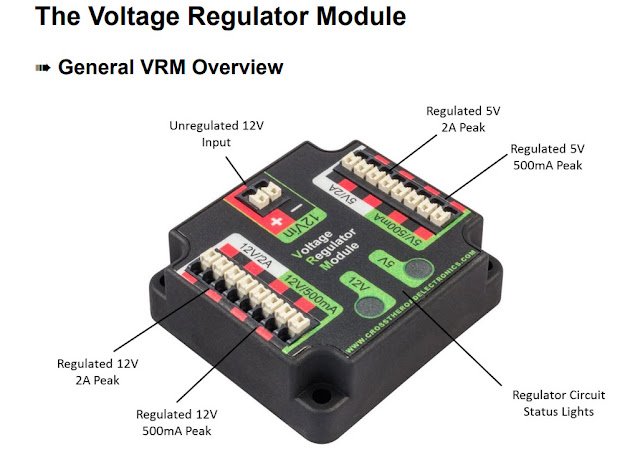 The Voltage Regulator Module
General VRM Overview
Regulated 5V
2A Peak
Unregulated 12V
Input
Regulated 5V
500mA Peak
5V/2A
5V/500mA
+
−
12Vin
Voltage
Regulator
Module
12V/2A
12V/500mA
5V
12V
WWW.CROSSTHEROADELECTRONICS.COM
Regulated 12V
2A Peak
Regulated 12V
500mA Peak
Regulator Circuit
Status Lights